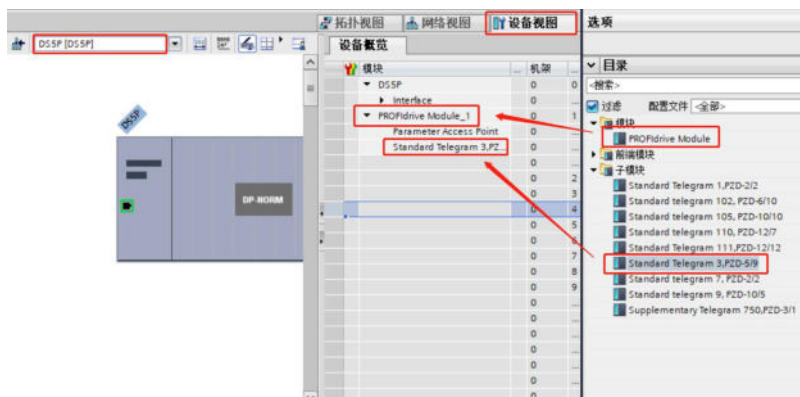 拓扑视图 网络视图 设备视图 选项
DS5P [DS5P]
设备概览
目录
模块 ... 机架 ...
<搜索>
DS5P 0 0
过滤 配置文件 <全部>
Interface 0 ...
模块
PROFIdrive Module_1 0 1
PROFIdrive Module
Parameter Access Point 0 ...
前端模块
Standard Telegram 3,PZ... 0 ...
子模块
0 ...
Standard Telegram 1,PZD-2/2
0 2
Standard telegram 102, PZD-6/10
0 3
Standard telegram 105, PZD-10/10
0 4
Standard telegram 110, PZD-12/7
0 5
Standard Telegram 111,PZD-12/12
0 6
Standard Telegram 3,PZD-5/9
0 7
Standard telegram 7, PZD-2/2
0 8
Standard telegram 9, PZD-10/5
0 9
Supplementary Telegram 750,PZD-3/1
0 ...
0 ...
0 ...
0 ...
0 ...
0
DS5P
DP-NORM